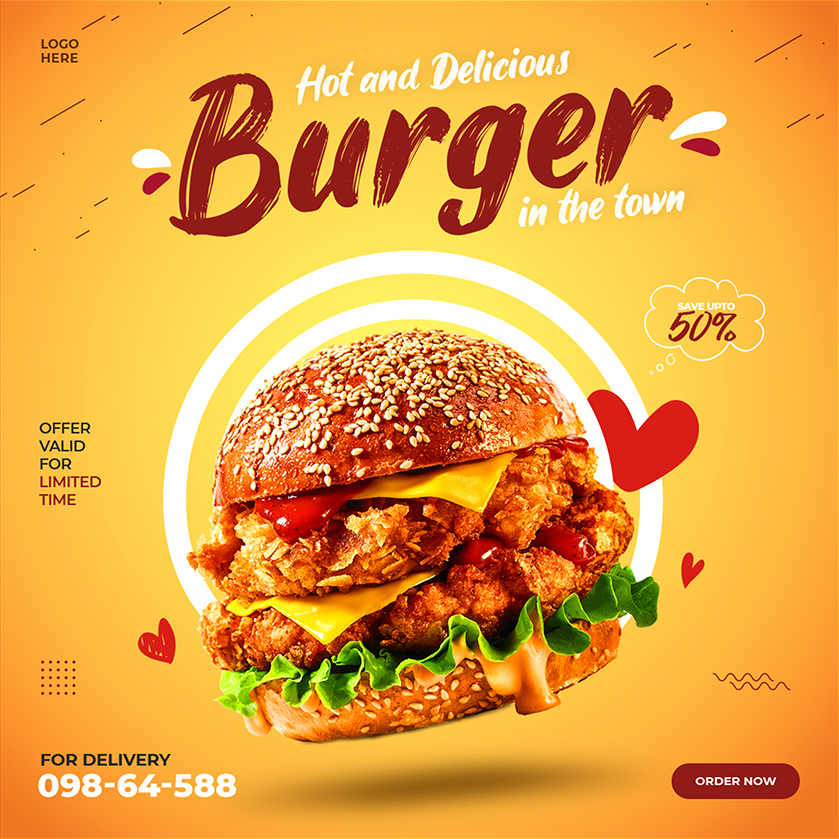 LOGO
HERE
Hot and Delicious
Burger
in the town
SAVE UPTO
50%
OFFER
VALID
FOR
LIMITED
TIME
FOR DELIVERY
098-64-588
ORDER NOW